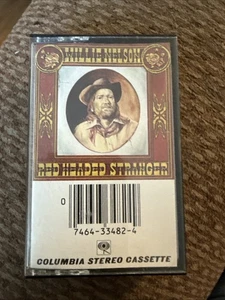 WILLIE NELSON
RED HEADED STRANGER
0
7464-33482-4
COLUMBIA STEREO CASSETTE